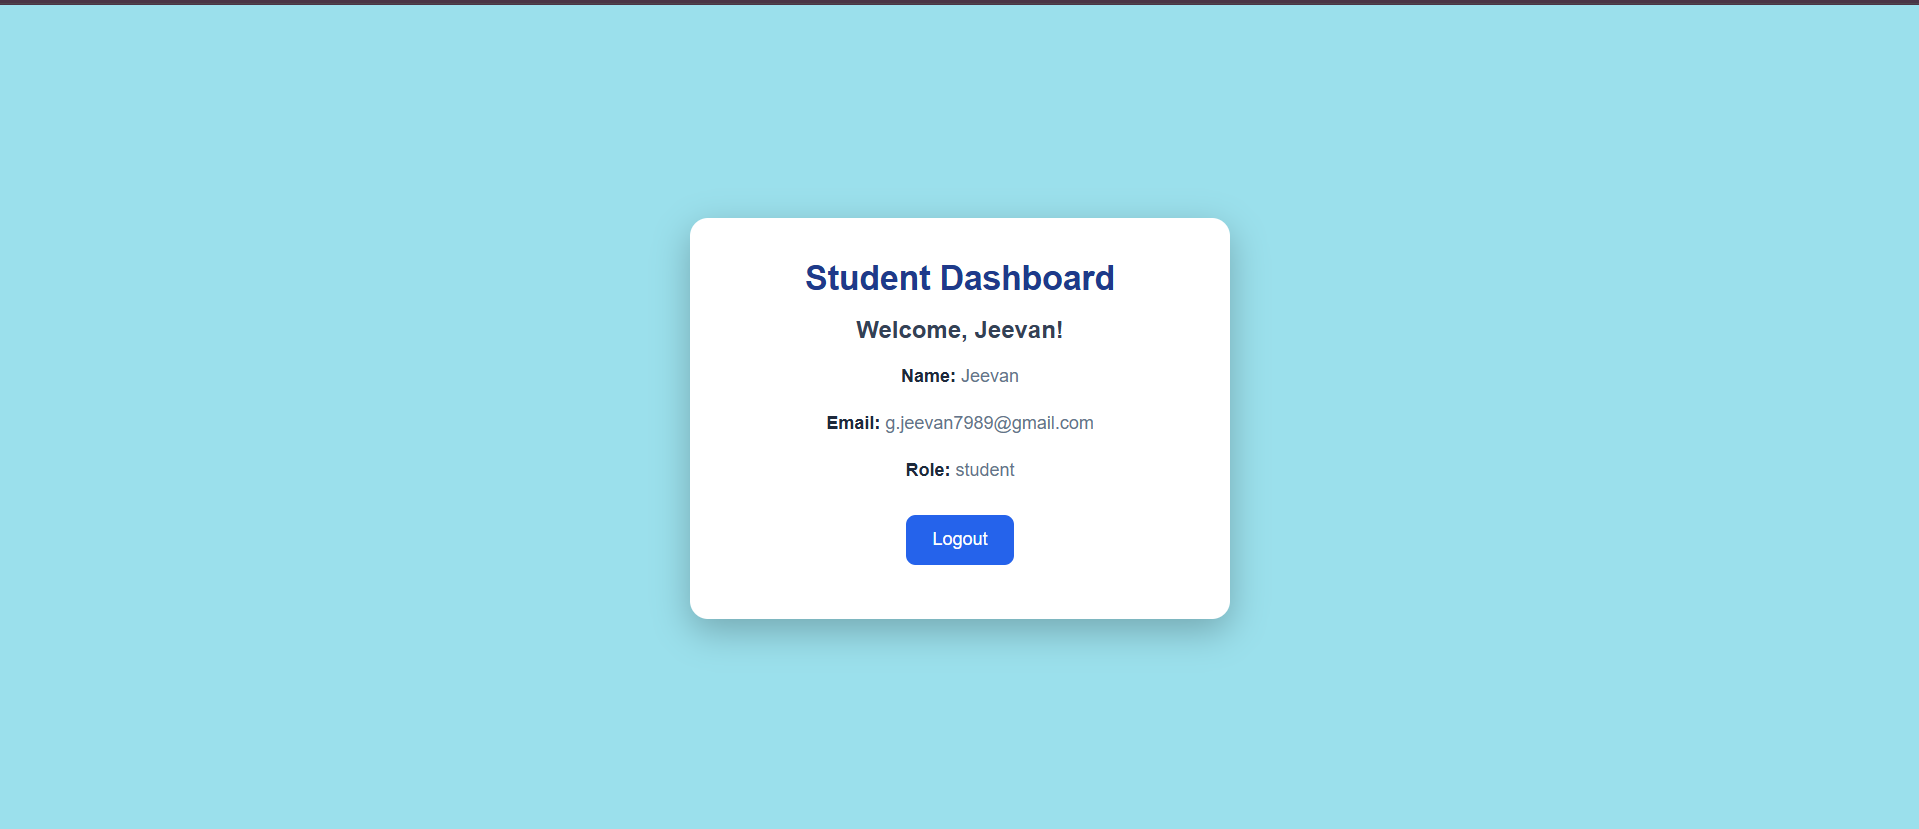 Student Dashboard
Welcome, Jeevan!
Name: Jeevan
Email: g.jeevan7989@gmail.com
Role: student
Logout